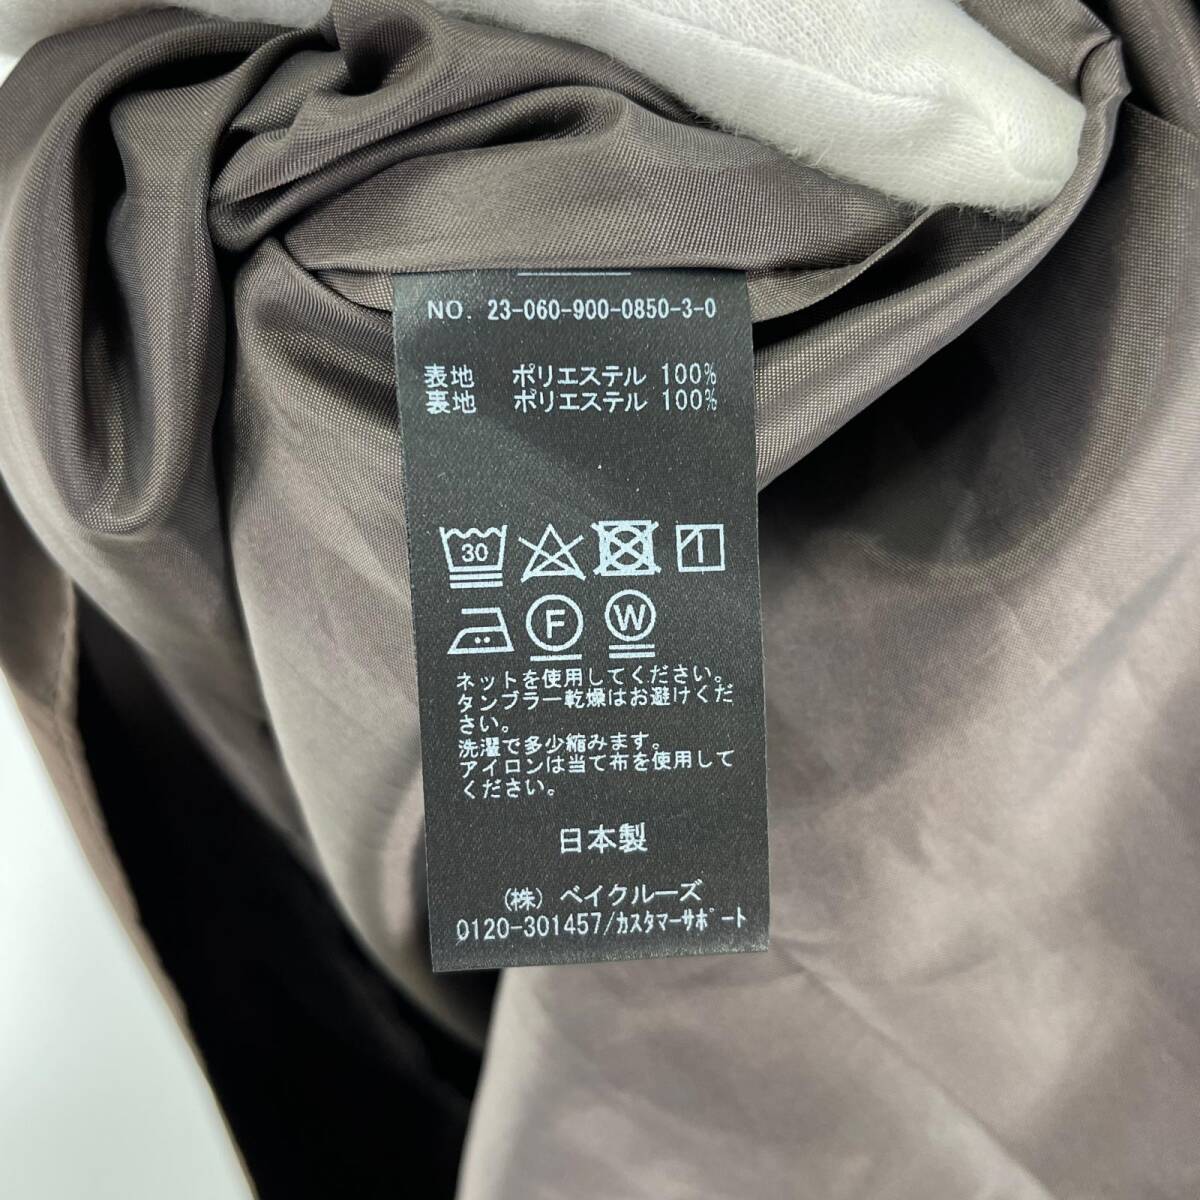 NO. 23-060-900-0850-3-0
表地 ポリエステル 100%
裏地 ポリエステル 100%
30
1
F W
ネットを使用してください。
タンブラー乾燥はお避けくだ
さい。
洗濯で多少縮みます。
アイロンは当て布を使用して
ください。
日本製
(株) ベイクルーズ
0120-301457/カスタマーサポート